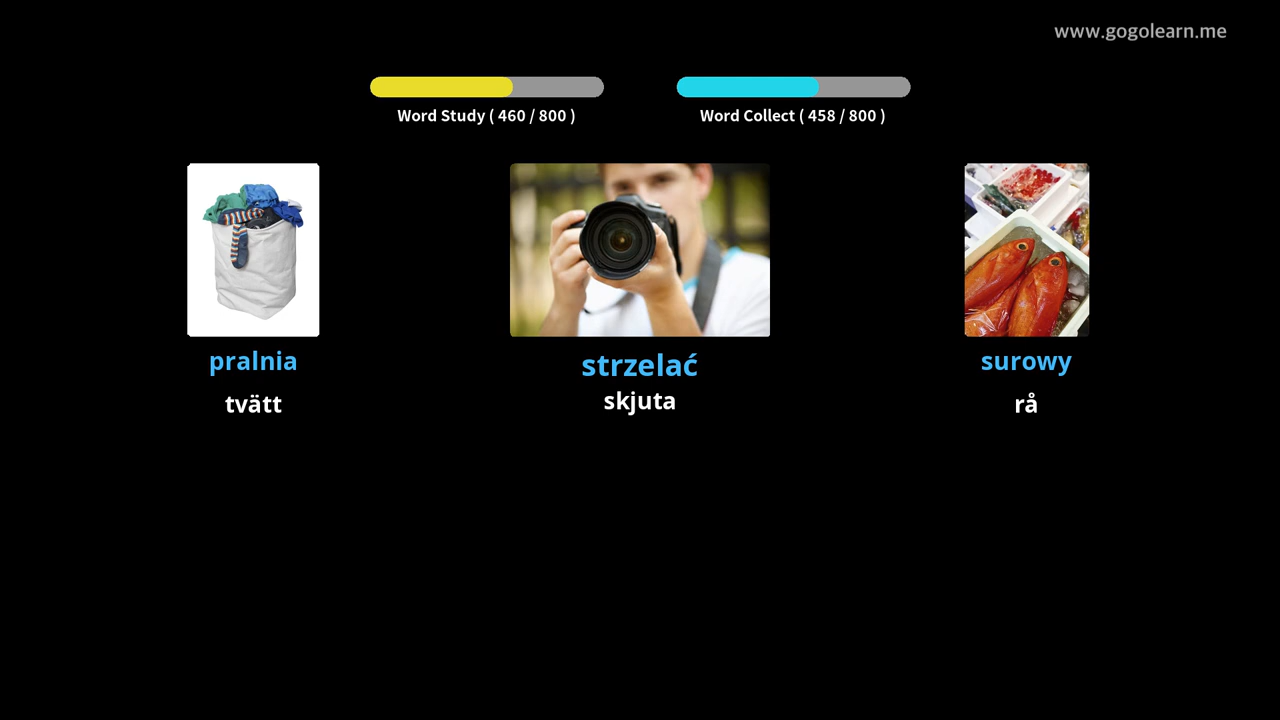 www.gogolearn.me
Word Study ( 460 / 800 )
Word Collect ( 458 / 800 )
pralnia
tvätt
strzelać
skjuta
surowy
rå